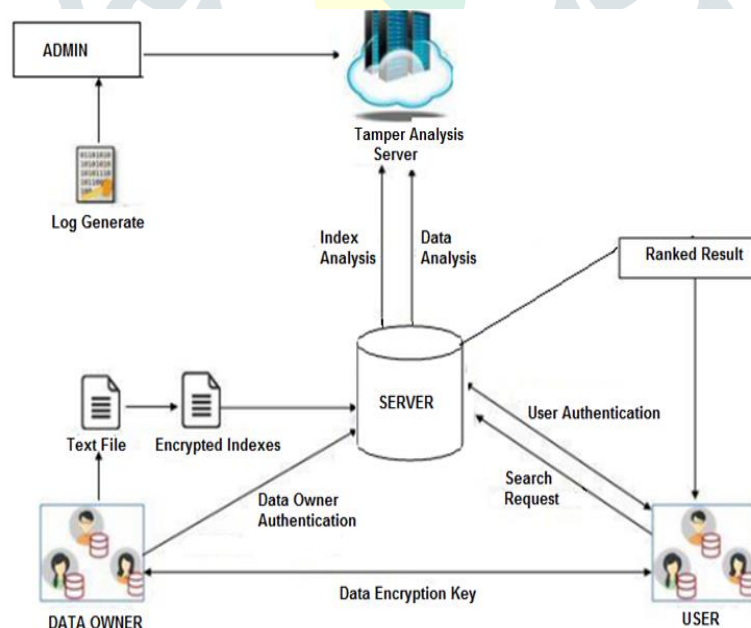 ADMIN
Tamper Analysis
Server
Log Generate
Index
Analysis
Data
Analysis
Ranked Result
SERVER
User Authentication
Text File
Encrypted Indexes
Search
Request
Data Owner
Authentication
Data Encryption Key
DATA OWNER
USER